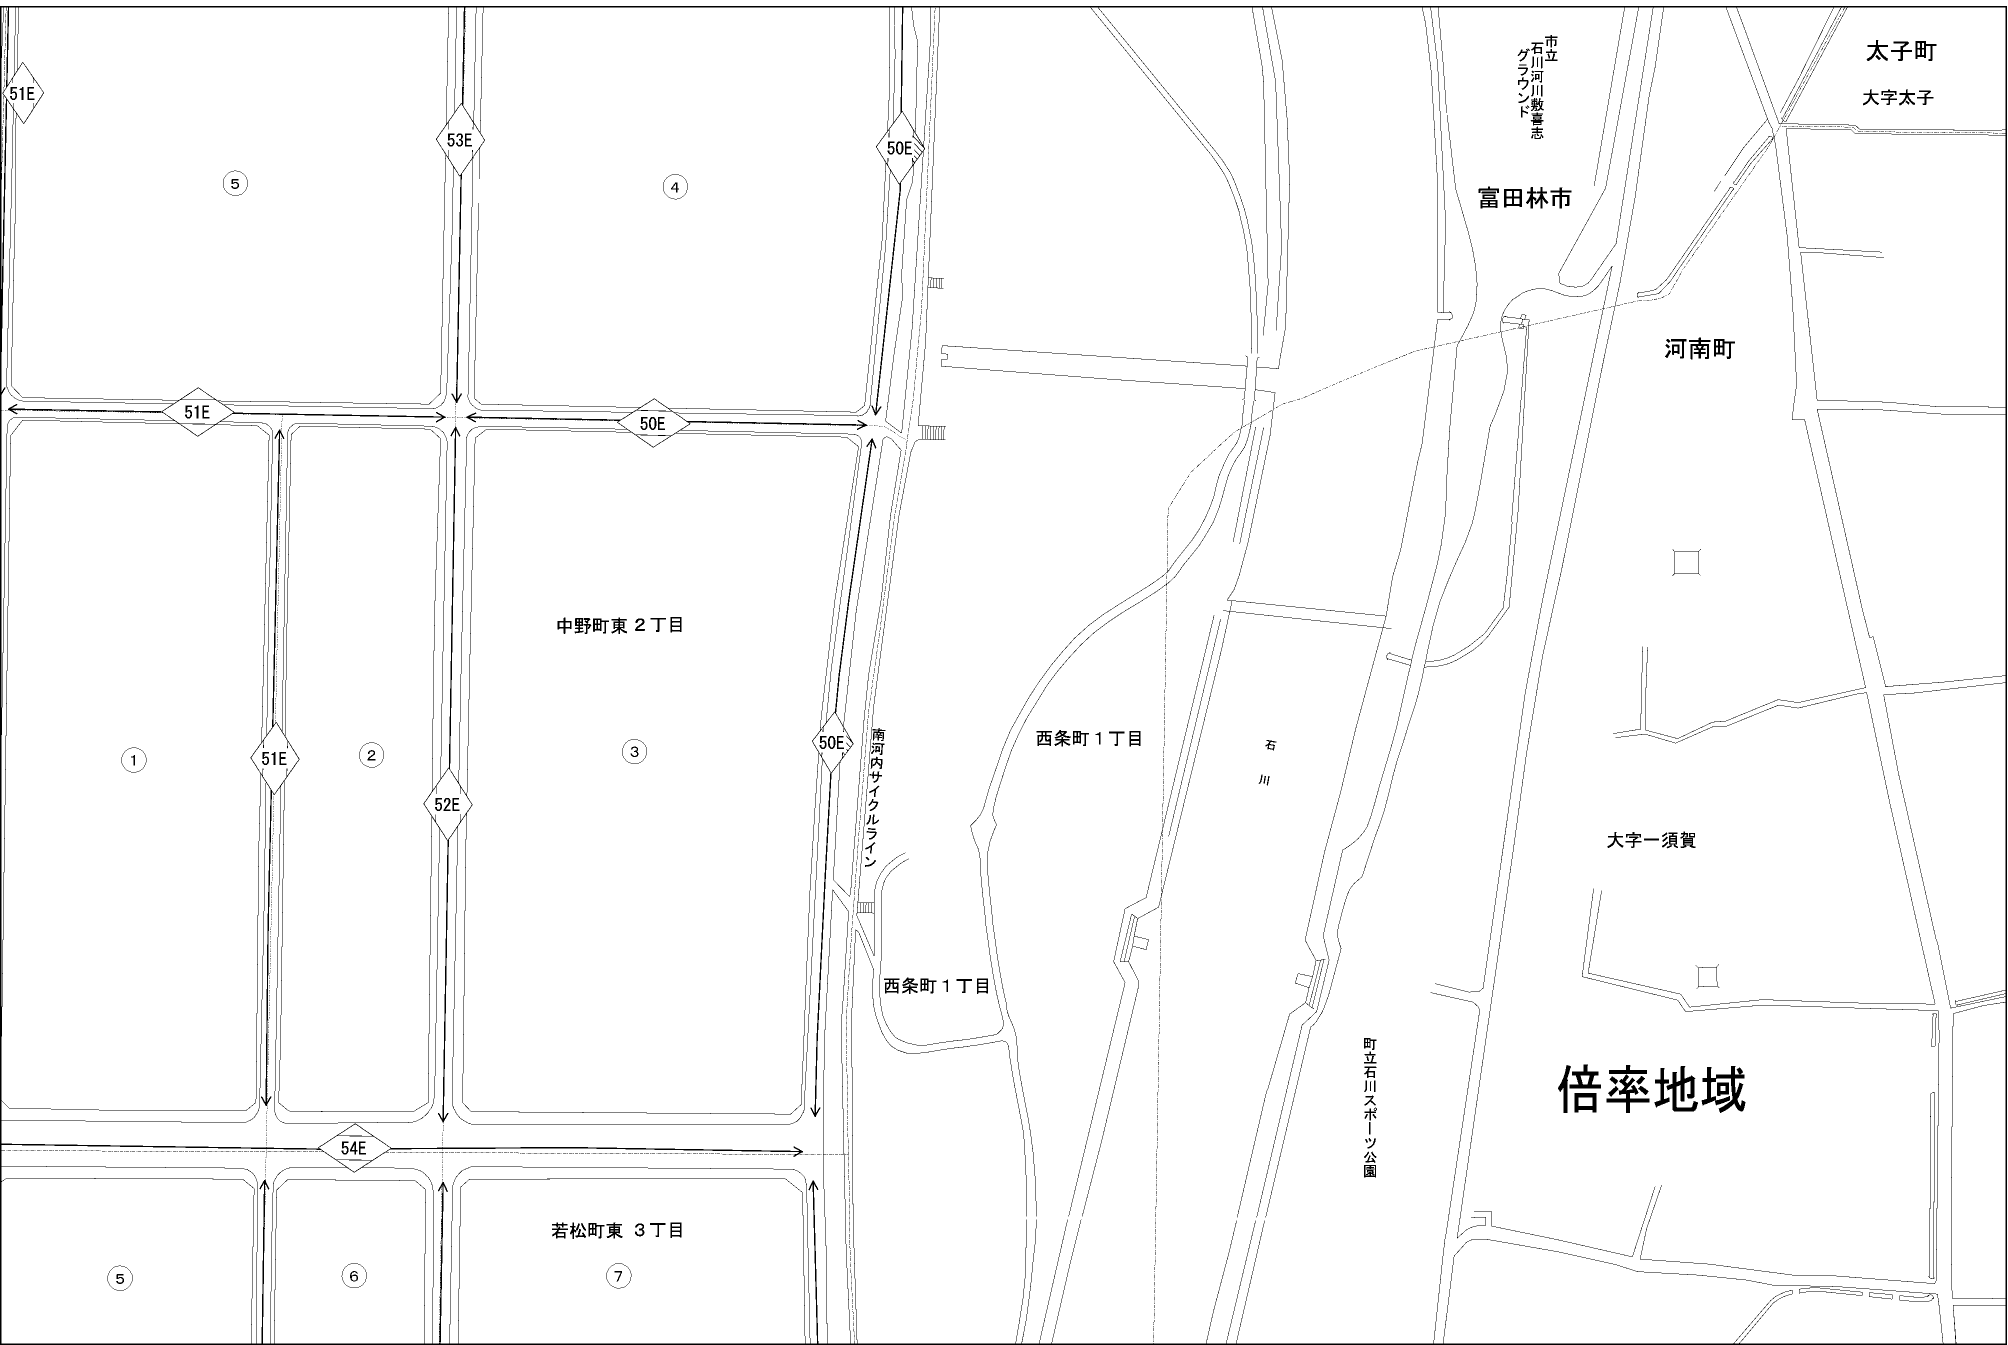 太子町
大字太子
市立
石川河川敷喜志
グラウンド
51E
53E
50E
5
4
富田林市
河南町
51E
50E
中野町東2丁目
西条町1丁目
石川
1
51E
2
52E
3
50E
南河内サイクルライン
大字一須賀
西条町1丁目
町立石川スポーツ公園
倍率地域
54E
若松町東 3丁目
5
6
7